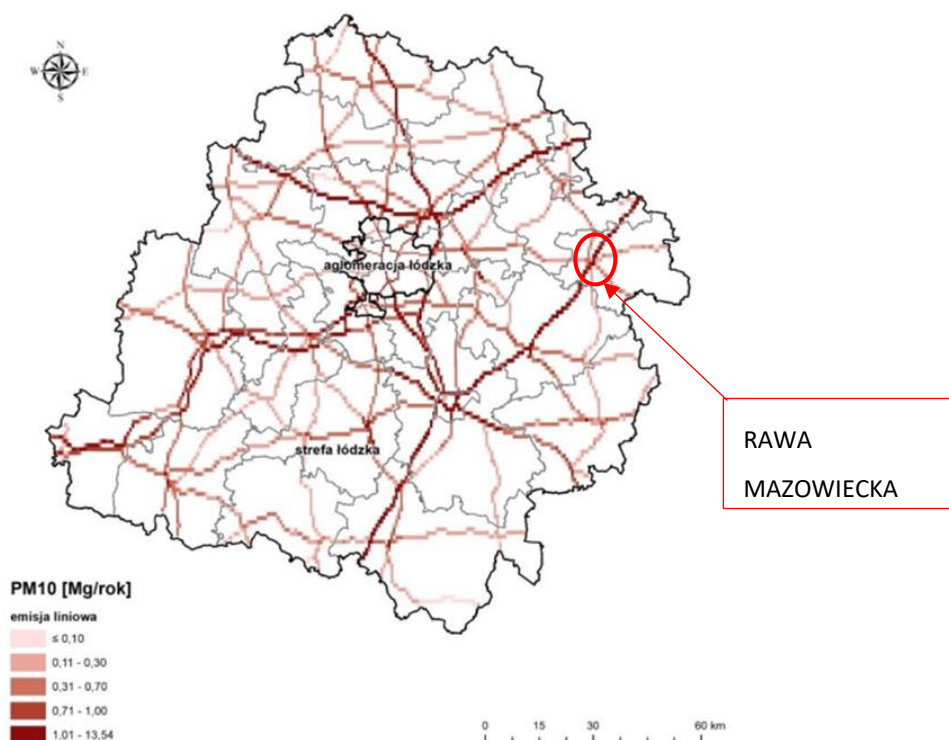 N
W E
S
aglomeracja łódzka
strefa łódzka
RAWA
MAZOWIECKA
PM10 [Mg/rok]
emisja liniowa
≤ 0,10
0,11 - 0,30
0,31 - 0,70
0,71 - 1,00
1,01 - 13,54
0 15 30 60 km